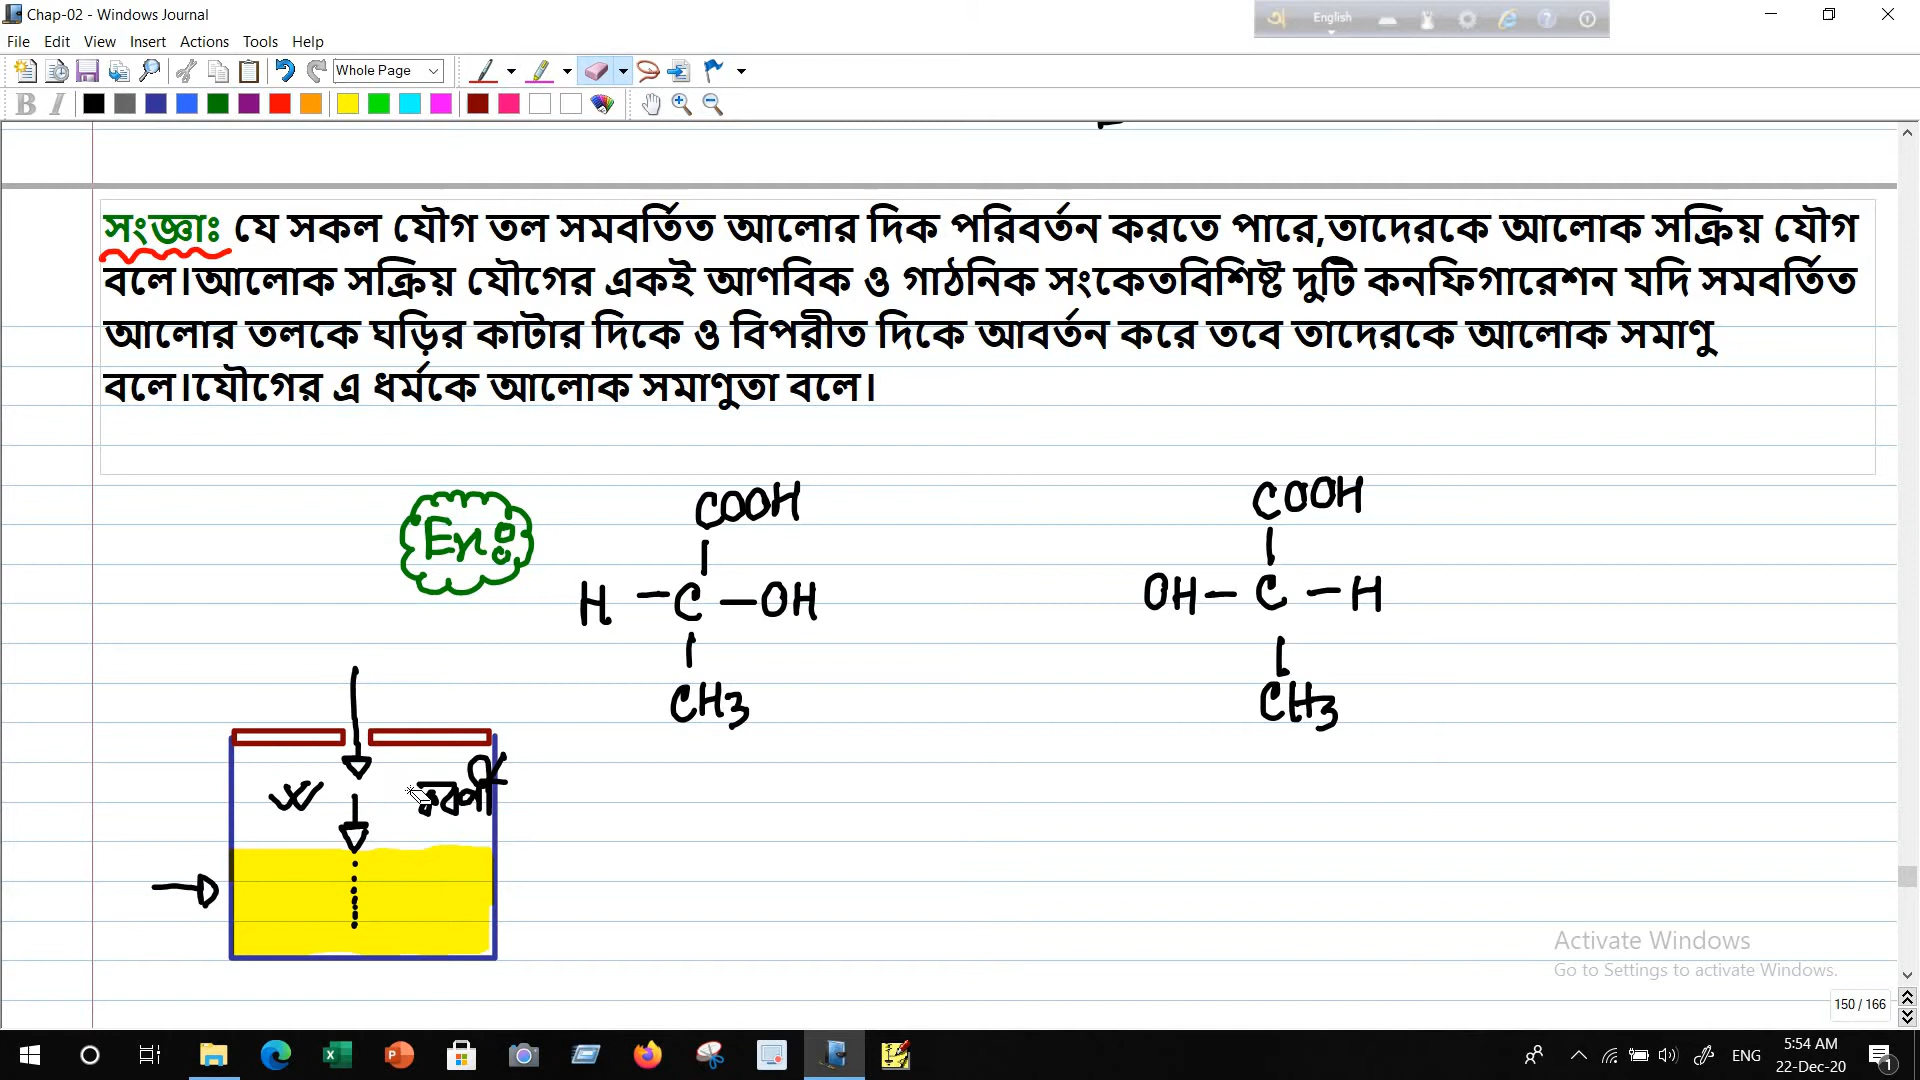 Chap-02 - Windows Journal
English
File Edit View Insert Actions Tools Help
Whole Page
B I
সংজ্ঞাঃ যে সকল যৌগ তল সমবর্তিত আলোর দিক পরিবর্তন করতে পারে,তাদেরকে আলোক সক্রিয় যৌগ
বলে।আলোক সক্রিয় যৌগের একই আণবিক ও গাঠনিক সংকেতবিশিষ্ট দুটি কনফিগারেশন যদি সমবর্তিত
আলোর তলকে ঘড়ির কাটার দিকে ও বিপরীত দিকে আবর্তন করে তবে তাদেরকে আলোক সমাণু
বলে।যৌগের এ ধর্মকে আলোক সমাণুতা বলে।
COOH COOH
Ex:
H - C - OH OH - C - H
CH3 CH3
Activate Windows
Go to Settings to activate Windows.
150 / 166
ENG
5:54 AM
22-Dec-20
1